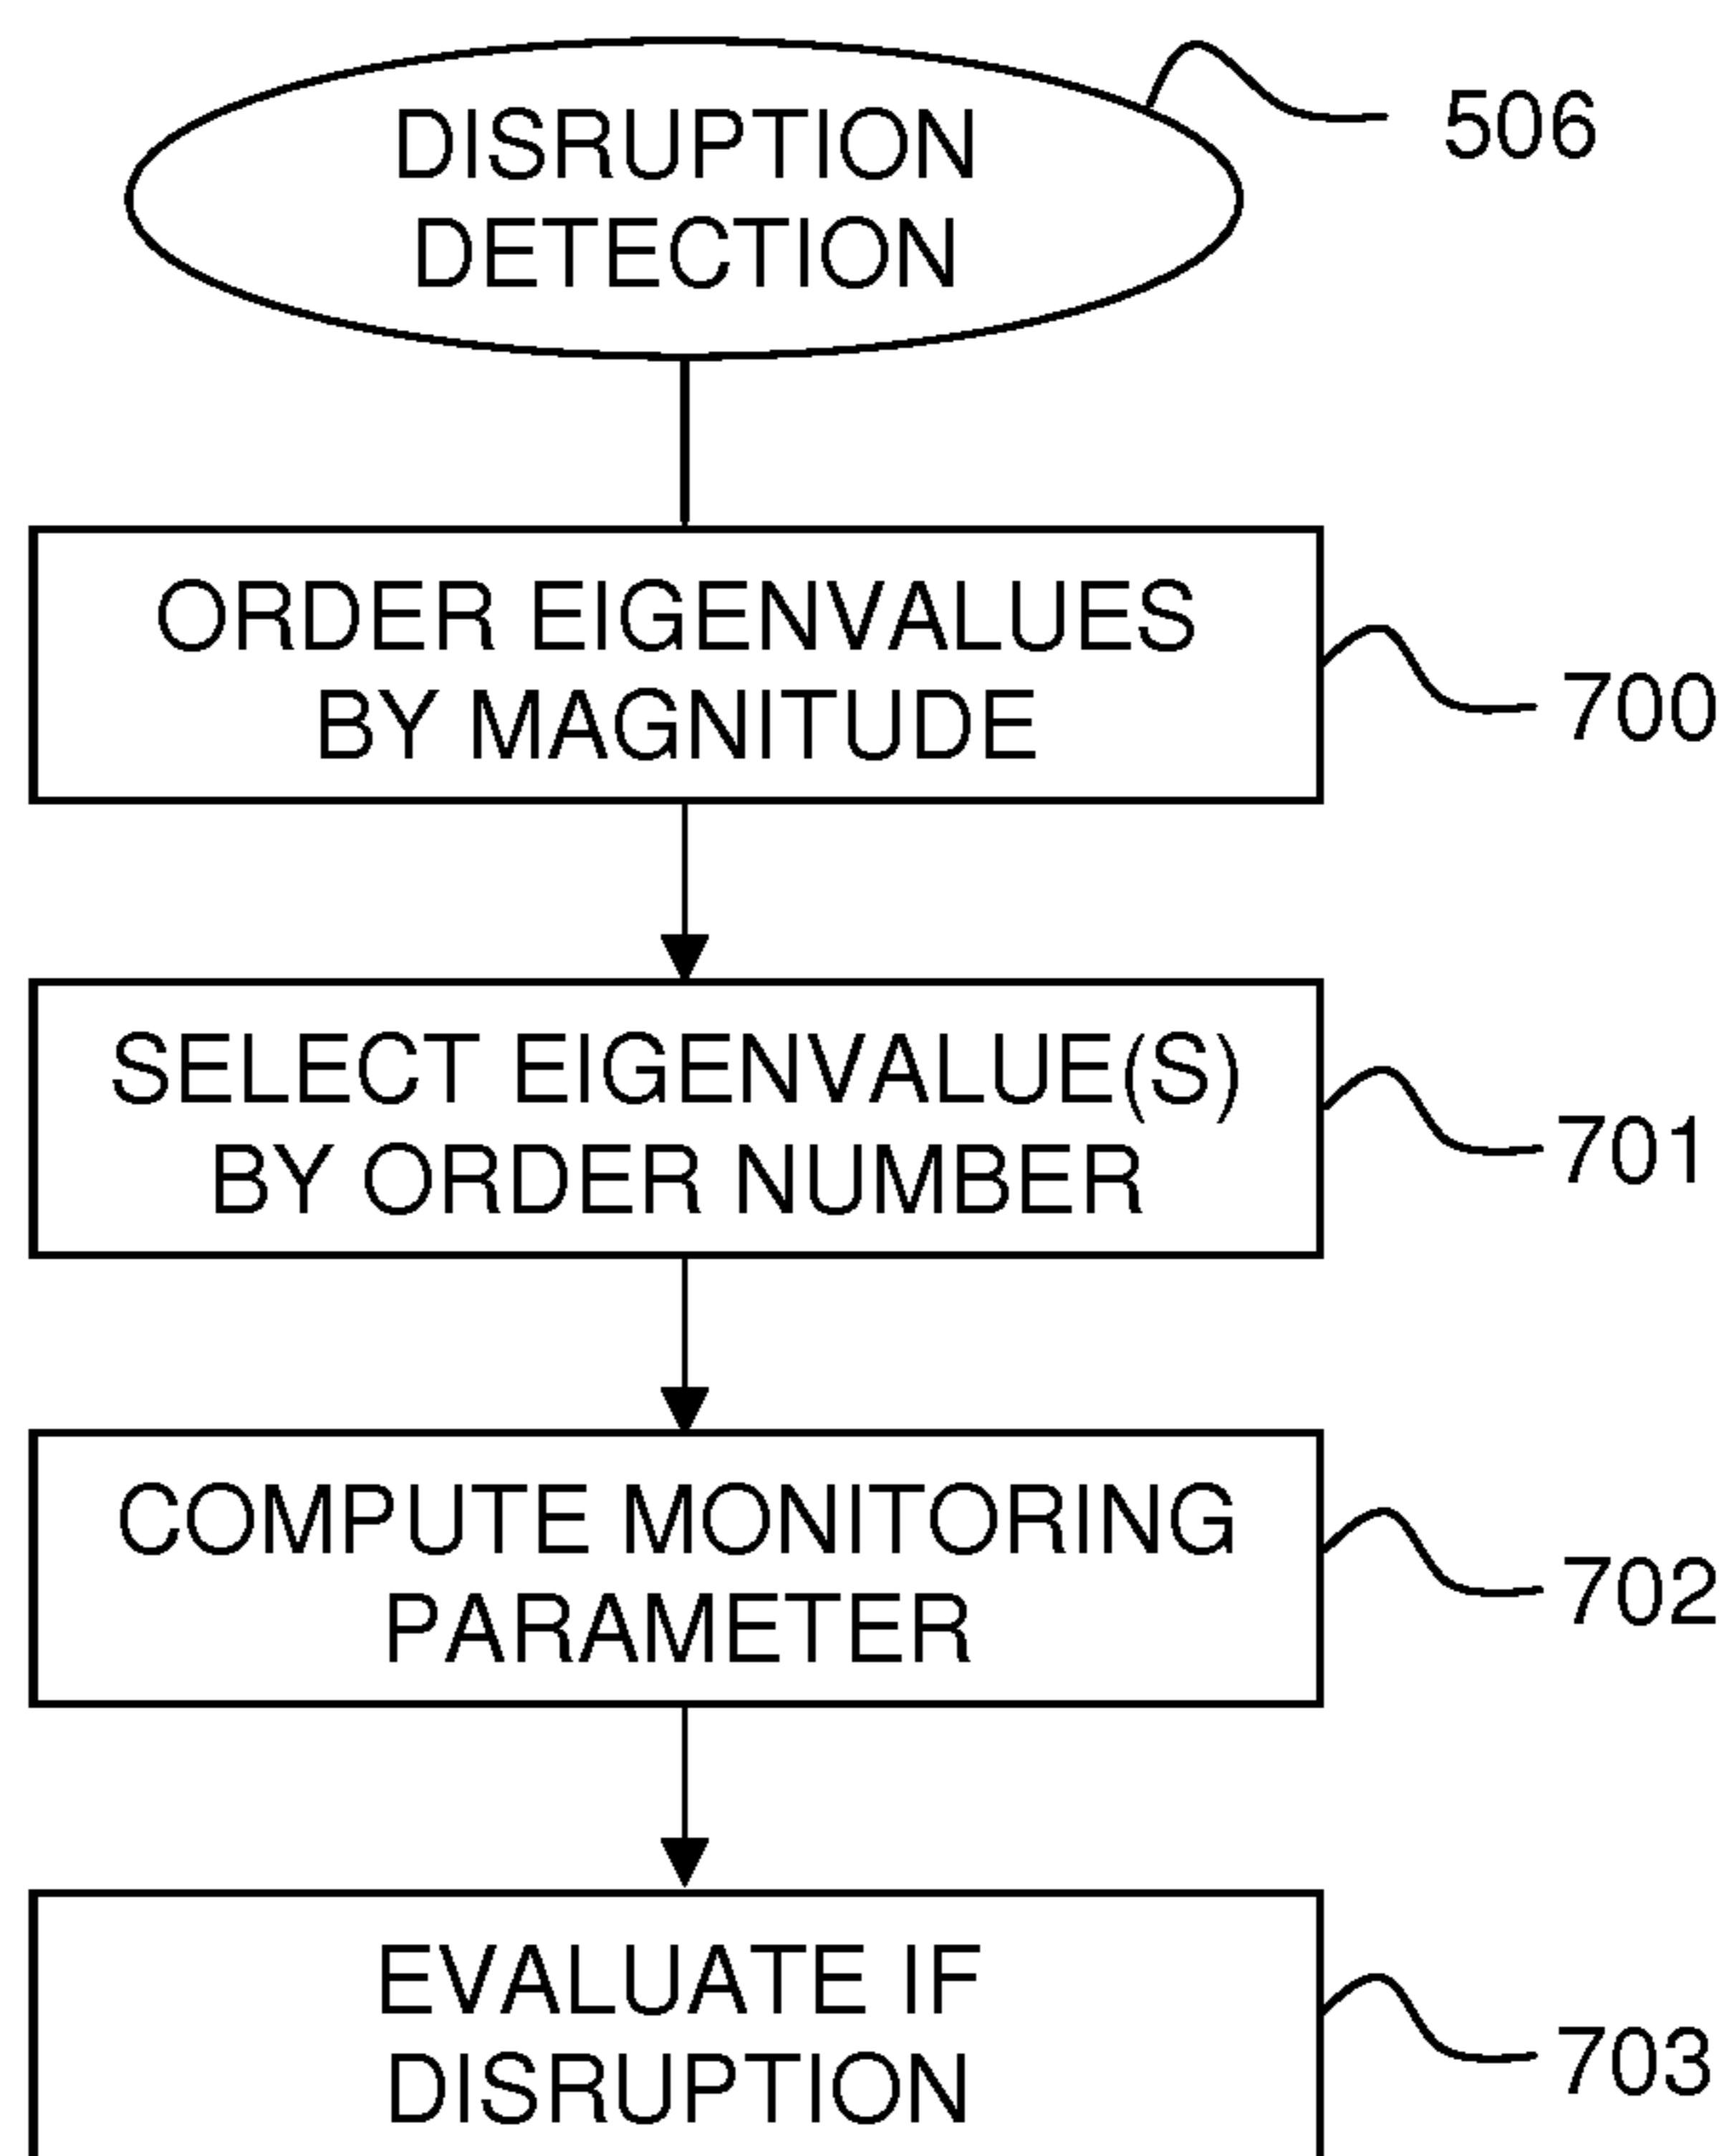 DISRUPTION
DETECTION
506
ORDER EIGENVALUES
BY MAGNITUDE
700
SELECT EIGENVALUE(S)
BY ORDER NUMBER
701
COMPUTE MONITORING
PARAMETER
702
EVALUATE IF
DISRUPTION
703